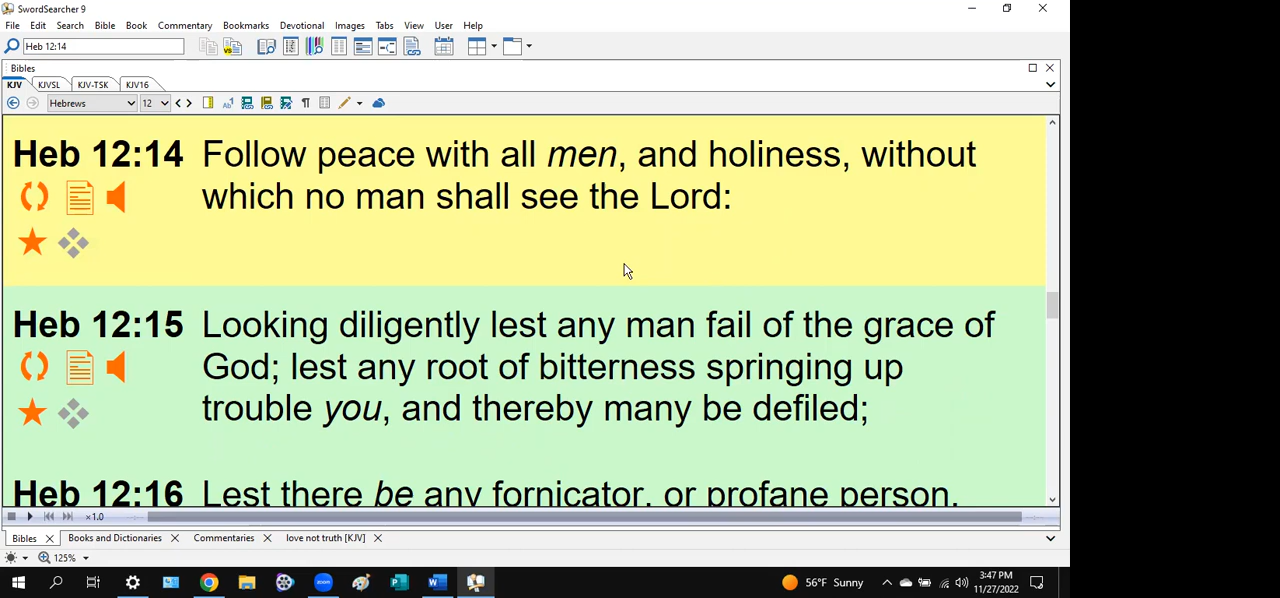 SwordSearcher 9
File Edit Search Bible Book Commentary Bookmarks Devotional Images Tabs View User Help
Heb 12:14
Bibles
KJV KJVSL KJV-TSK KJV16
Hebrews 12
Heb 12:14 Follow peace with all men, and holiness, without
which no man shall see the Lord:
Heb 12:15 Looking diligently lest any man fail of the grace of
God; lest any root of bitterness springing up
trouble you, and thereby many be defiled;
Heb 12:16 Lest there be any fornicator, or profane person,
×1.0
Bibles Books and Dictionaries Commentaries love not truth [KJV]
125%
56°F Sunny 3:47 PM
11/27/2022